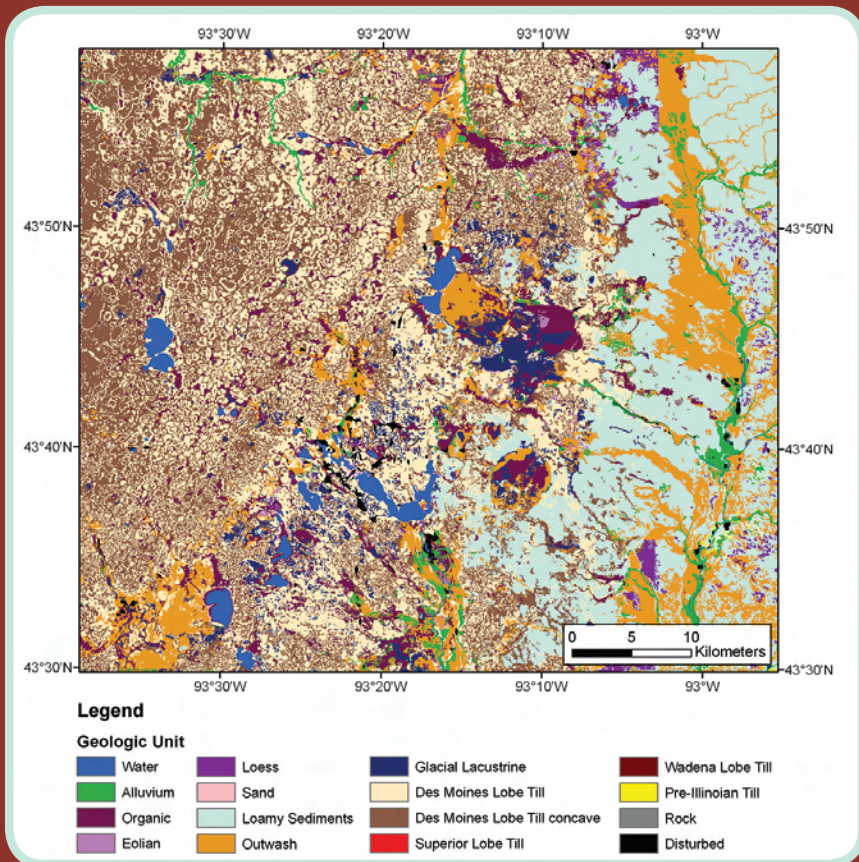 93°30'W 93°20'W 93°10'W 93°W
43°50'N 43°50'N
43°40'N 43°40'N
0 5 10
Kilometers
43°30'N 43°30'N
93°30'W 93°20'W 93°10'W 93°W
Legend
Geologic Unit
Water Loess Glacial Lacustrine Wadena Lobe Till
Alluvium Sand Des Moines Lobe Till Pre-Illinoian Till
Organic Loamy Sediments Des Moines Lobe Till concave Rock
Eolian Outwash Superior Lobe Till Disturbed